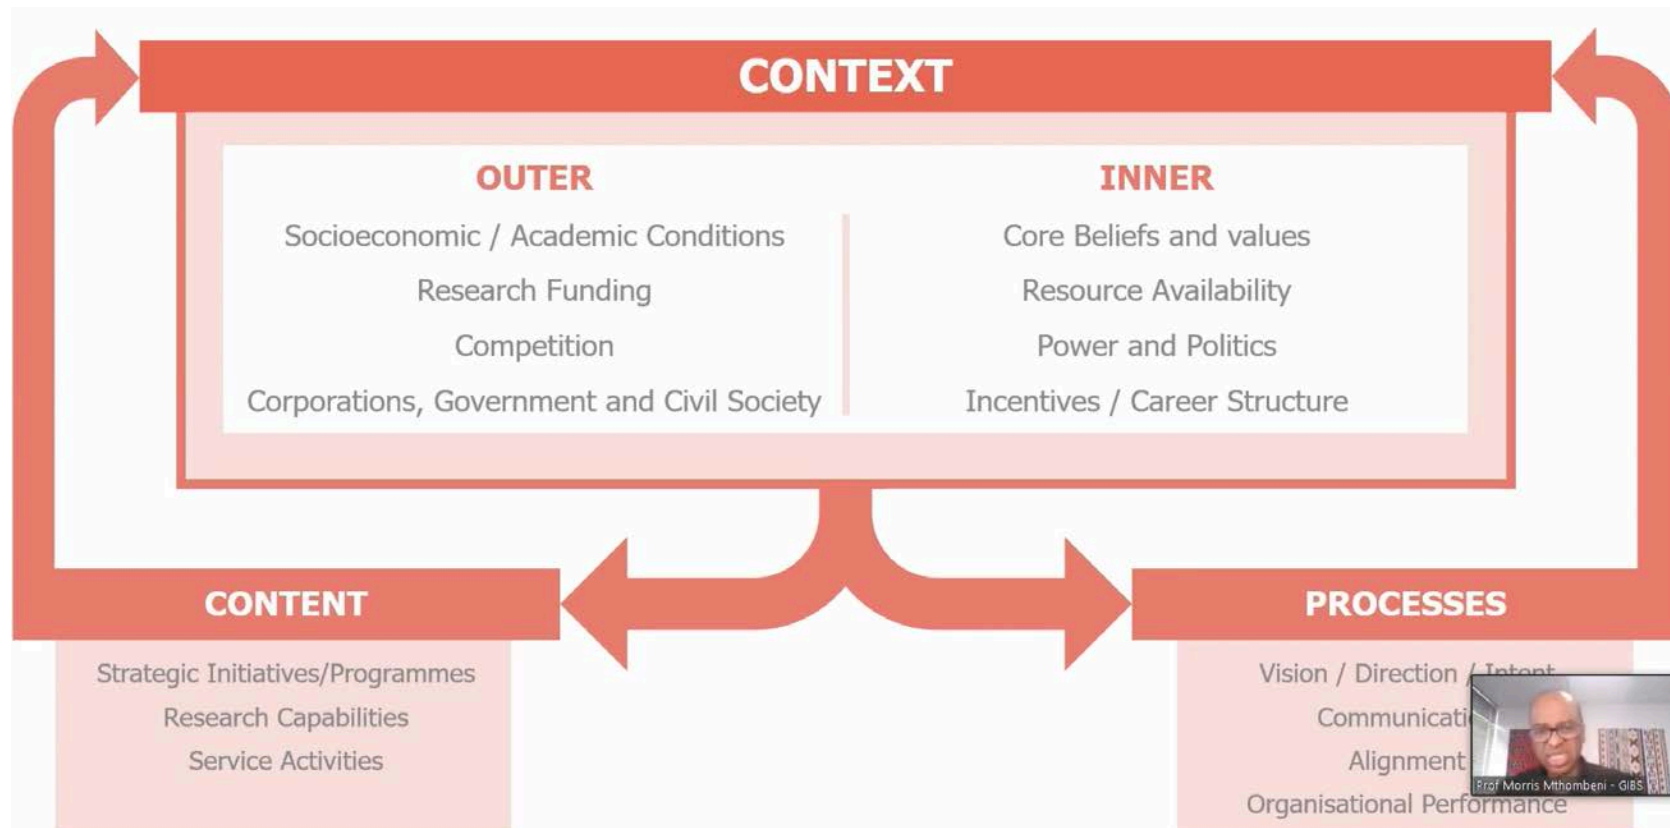 CONTEXT
OUTER
Socioeconomic / Academic Conditions
Research Funding
Competition
Corporations, Government and Civil Society
INNER
Core Beliefs and values
Resource Availability
Power and Politics
Incentives / Career Structure
CONTENT
Strategic Initiatives/Programmes
Research Capabilities
Service Activities
PROCESSES
Vision / Direction / Intent
Communicati
Alignment
Organisational Performance
Prof Morris Mthombeni - GIBS